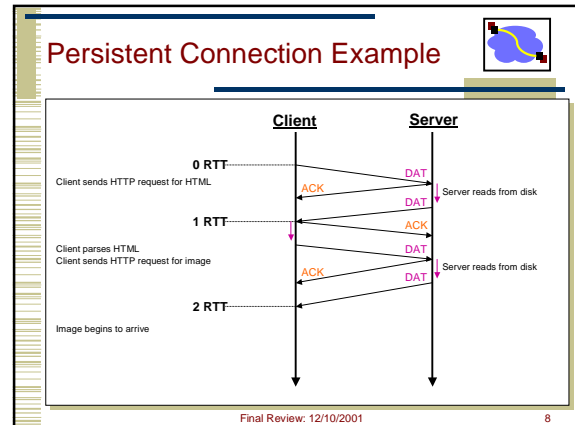 Persistent Connection Example
Client
Server
0 RTT
DAT
Client sends HTTP request for HTML
ACK
Server reads from disk
DAT
1 RTT
ACK
Client parses HTML
DAT
Client sends HTTP request for image
Server reads from disk
ACK
DAT
2 RTT
Image begins to arrive
Final Review: 12/10/2001
8